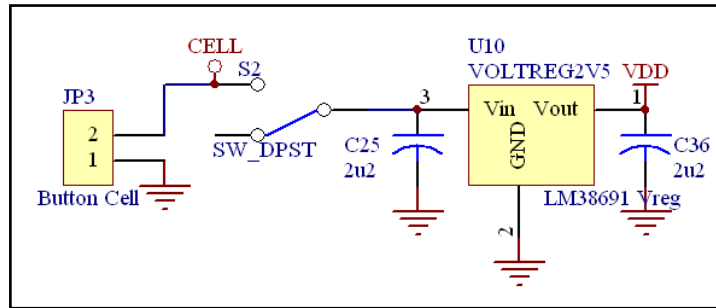 CELL
S2
JP3
2
1
Button Cell
SW_DPST
C25
2u2
U10
VOLTREG2V5
3
Vin
Vout
GND
1
VDD
C36
2u2
LM38691 Vreg
2